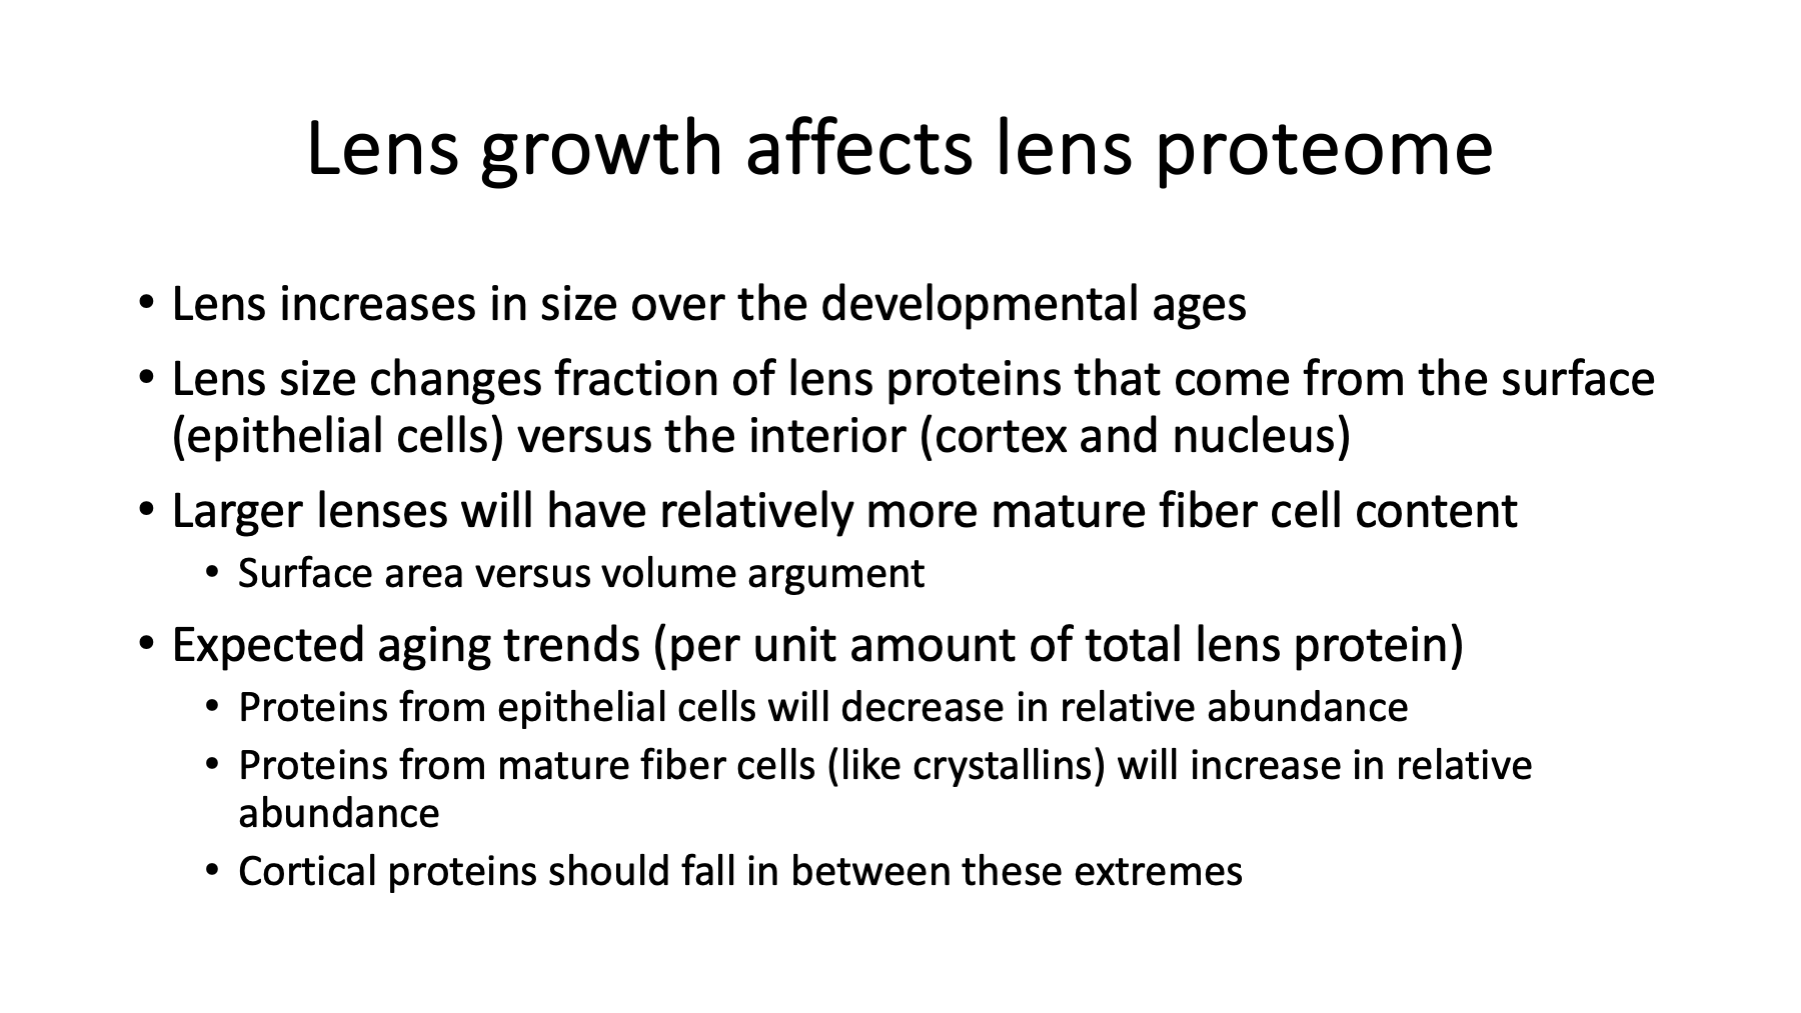 Lens growth affects lens proteome
• Lens increases in size over the developmental ages
• Lens size changes fraction of lens proteins that come from the surface
(epithelial cells) versus the interior (cortex and nucleus)
• Larger lenses will have relatively more mature fiber cell content
• Surface area versus volume argument
• Expected aging trends (per unit amount of total lens protein)
• Proteins from epithelial cells will decrease in relative abundance
• Proteins from mature fiber cells (like crystallins) will increase in relative
abundance
• Cortical proteins should fall in between these extremes